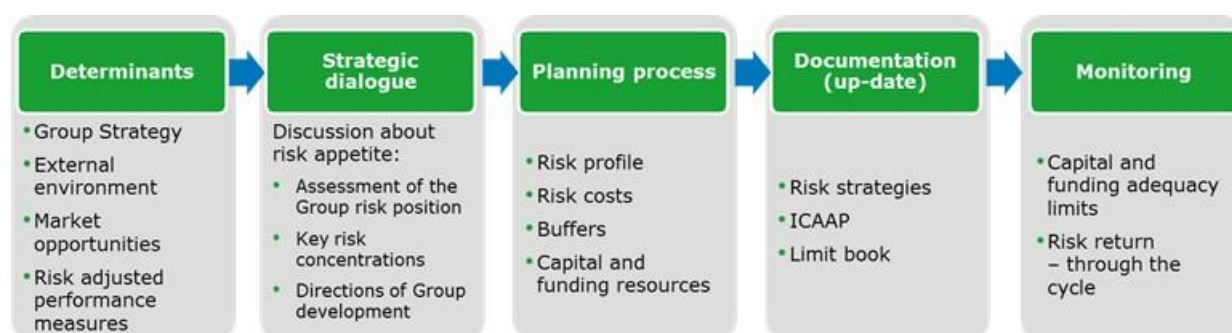 Determinants
• Group Strategy
• External
environment
• Market
opportunities
• Risk adjusted
performance
measures
Strategic
dialogue
Discussion about
risk appetite:
• Assessment of the
Group risk position
• Key risk
concentrations
• Directions of Group
development
Planning process
• Risk profile
• Risk costs
• Buffers
• Capital and
funding resources
Documentation
(up-date)
• Risk strategies
• ICAAP
• Limit book
Monitoring
• Capital and
funding adequacy
limits
• Risk return
– through the
cycle